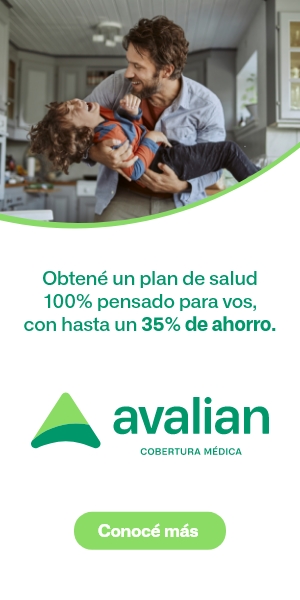 Obtené un plan de salud
100% pensado para vos,
con hasta un 35% de ahorro.
avalian
COBERTURA MÉDICA
Conocé más